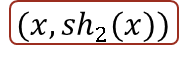 (x, sh₂(x))